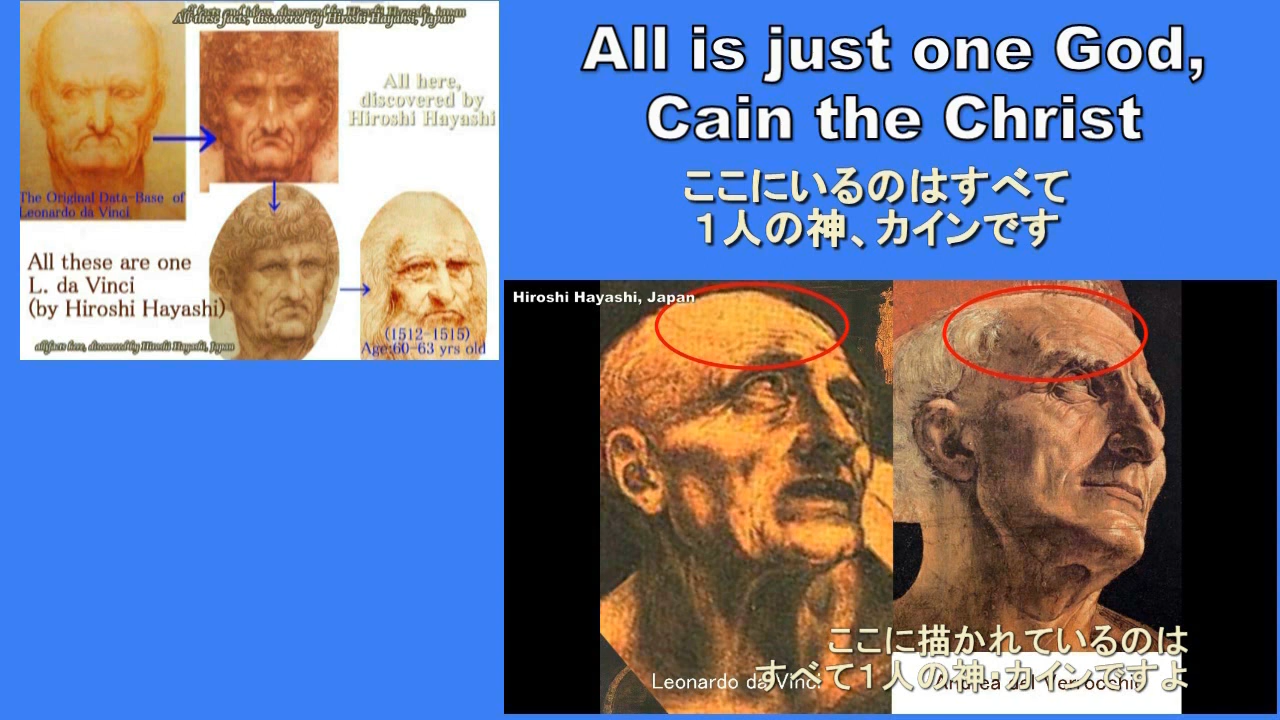 All these facts, discovered by Hiroshi Hayahsi, Japan
All here,
discovered by
Hiroshi Hayashi
The Original Data-Base of
Leonardo da Vinci
All these are one
L. da Vinci
(by Hiroshi Hayashi)
(1512-1515)
Age:60-63 yrs old
all facts here, discovered by Hiroshi Hayashi, Japan
All is just one God,
Cain the Christ
ここにいるのはすべて
1人の神、カインです
Hiroshi Hayashi, Japan
ここに描かれているのは
すべて1人の神・カインですよ
Leonardo da Vinci
Andrea del Verrocchio